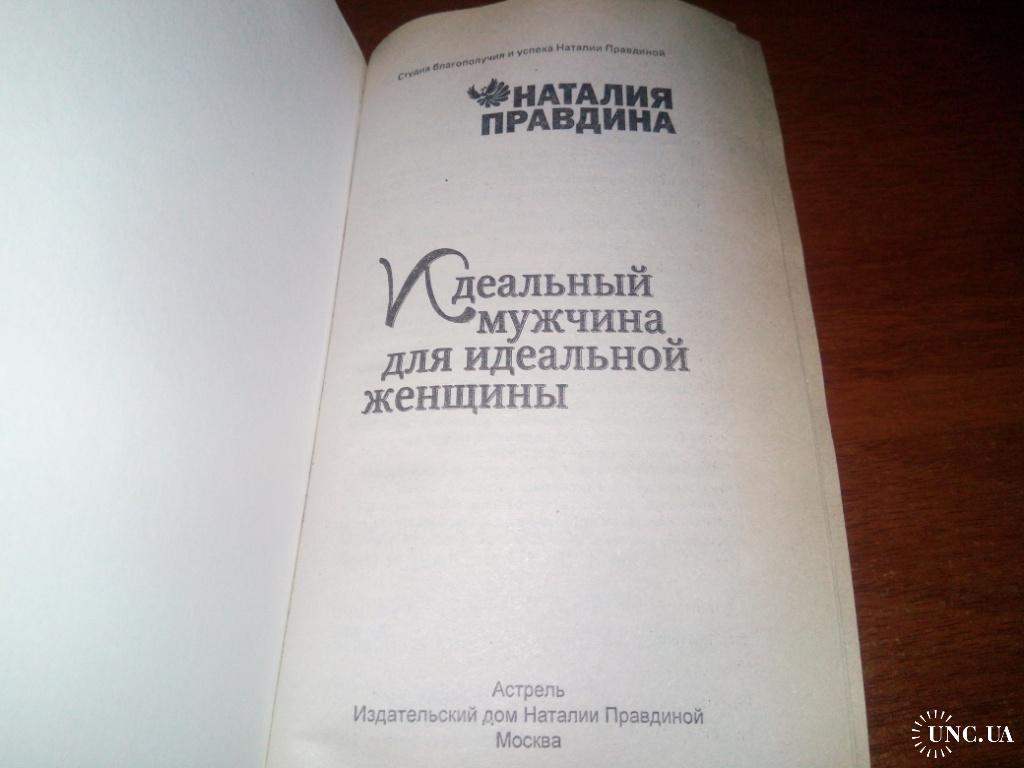 Студия благополучия и успеха Наталии Правдиной
НАТАЛИЯ
ПРАВДИНА
Идеальный
мужчина
для идеальной
женщины
Астрель
Издательский дом Наталии Правдиной
Москва
UNC.UA